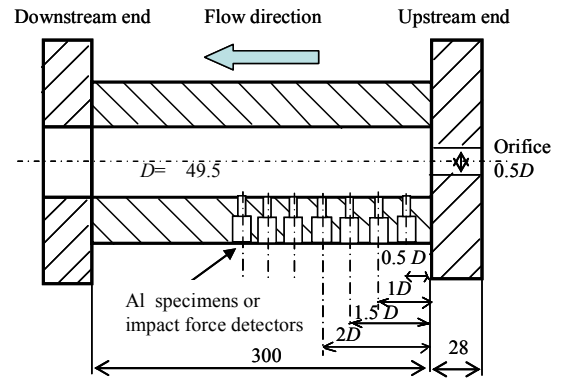 Downstream end
Flow direction
Upstream end
Orifice
0.5D
D= 49.5
0.5 D
1D
1.5 D
2D
Al specimens or
impact force detectors
300
28